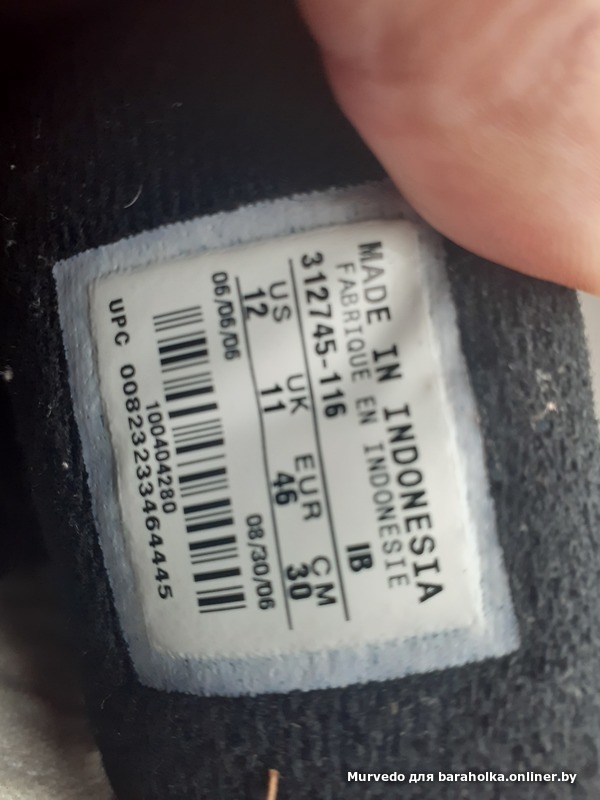 MADE IN INDONESIA
FABRIQUE EN INDONESIE
312745-116 IB
US UK EUR CM
12 11 46 30
06/06/06 08/30/06
100404280
UPC 00823233464445
Murvedo для baraholka.onliner.by